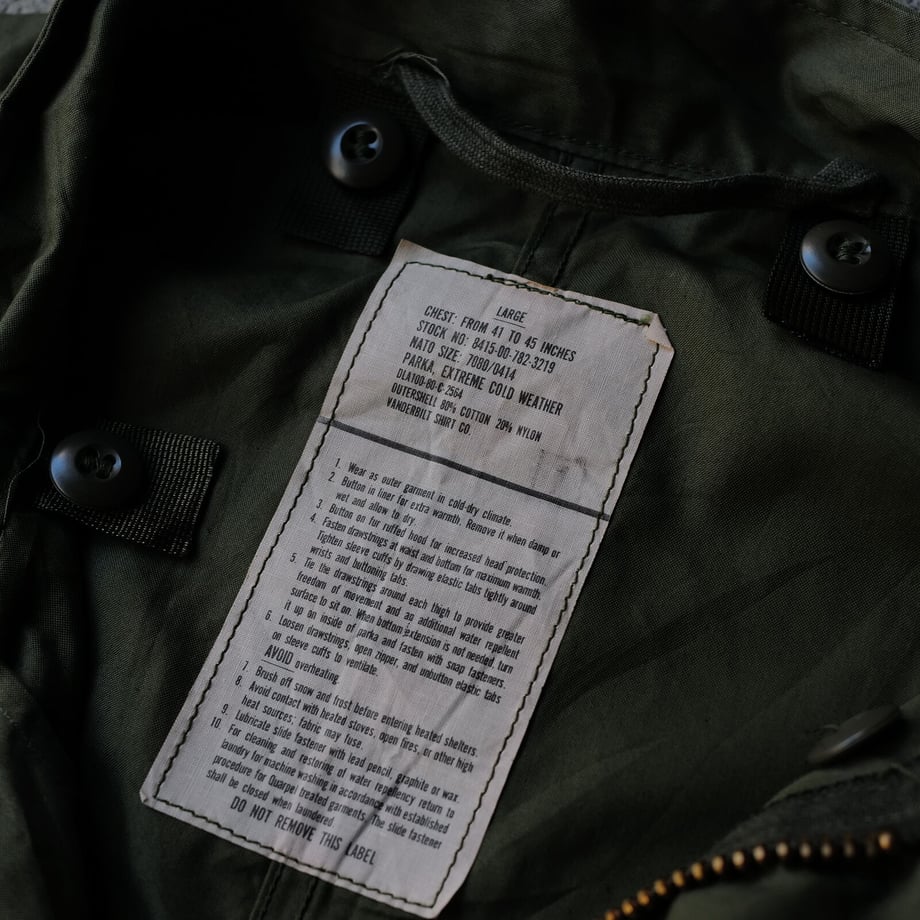 LARGE
CHEST: FROM 41 TO 45 INCHES
STOCK NO: 8415-00-782-3219
NATO SIZE: 7080/0414
PARKA, EXTREME COLD WEATHER
DLA100-80-C-2564
OUTERSHELL 80% COTTON 20% NYLON
VANDERBILT SHIRT CO.
1. Wear as outer garment in cold-dry climate.
2. Button in liner for extra warmth. Remove it when damp or
wet and allow to dry.
3. Button on fur ruffed hood for increased head protection.
4. Fasten drawstrings at waist and bottom for maximum warmth.
Tighten sleeve cuffs by drawing elastic tabs tightly around
wrists and buttoning tabs.
5. Tie the drawstrings around each thigh to provide greater
freedom of movement and an additional water repellent
surface to sit on. When bottom extension is not needed, turn
it up on inside of parka and fasten with snap fasteners.
6. Loosen drawstrings, open zipper, and unbutton elastic tabs
on sleeve cuffs to ventilate.
AVOID overheating.
7. Brush off snow and frost before entering heated shelters.
8. Avoid contact with heated stoves, open fires, or other high
heat sources; fabric may fuse.
9. Lubricate slide fastener with lead pencil, graphite or wax.
10. For cleaning and restoring of water repellency return to
laundry for machine washing in accordance with established
procedure for Quarpel treated garments. The slide fastener
shall be closed when laundered.
DO NOT REMOVE THIS LABEL